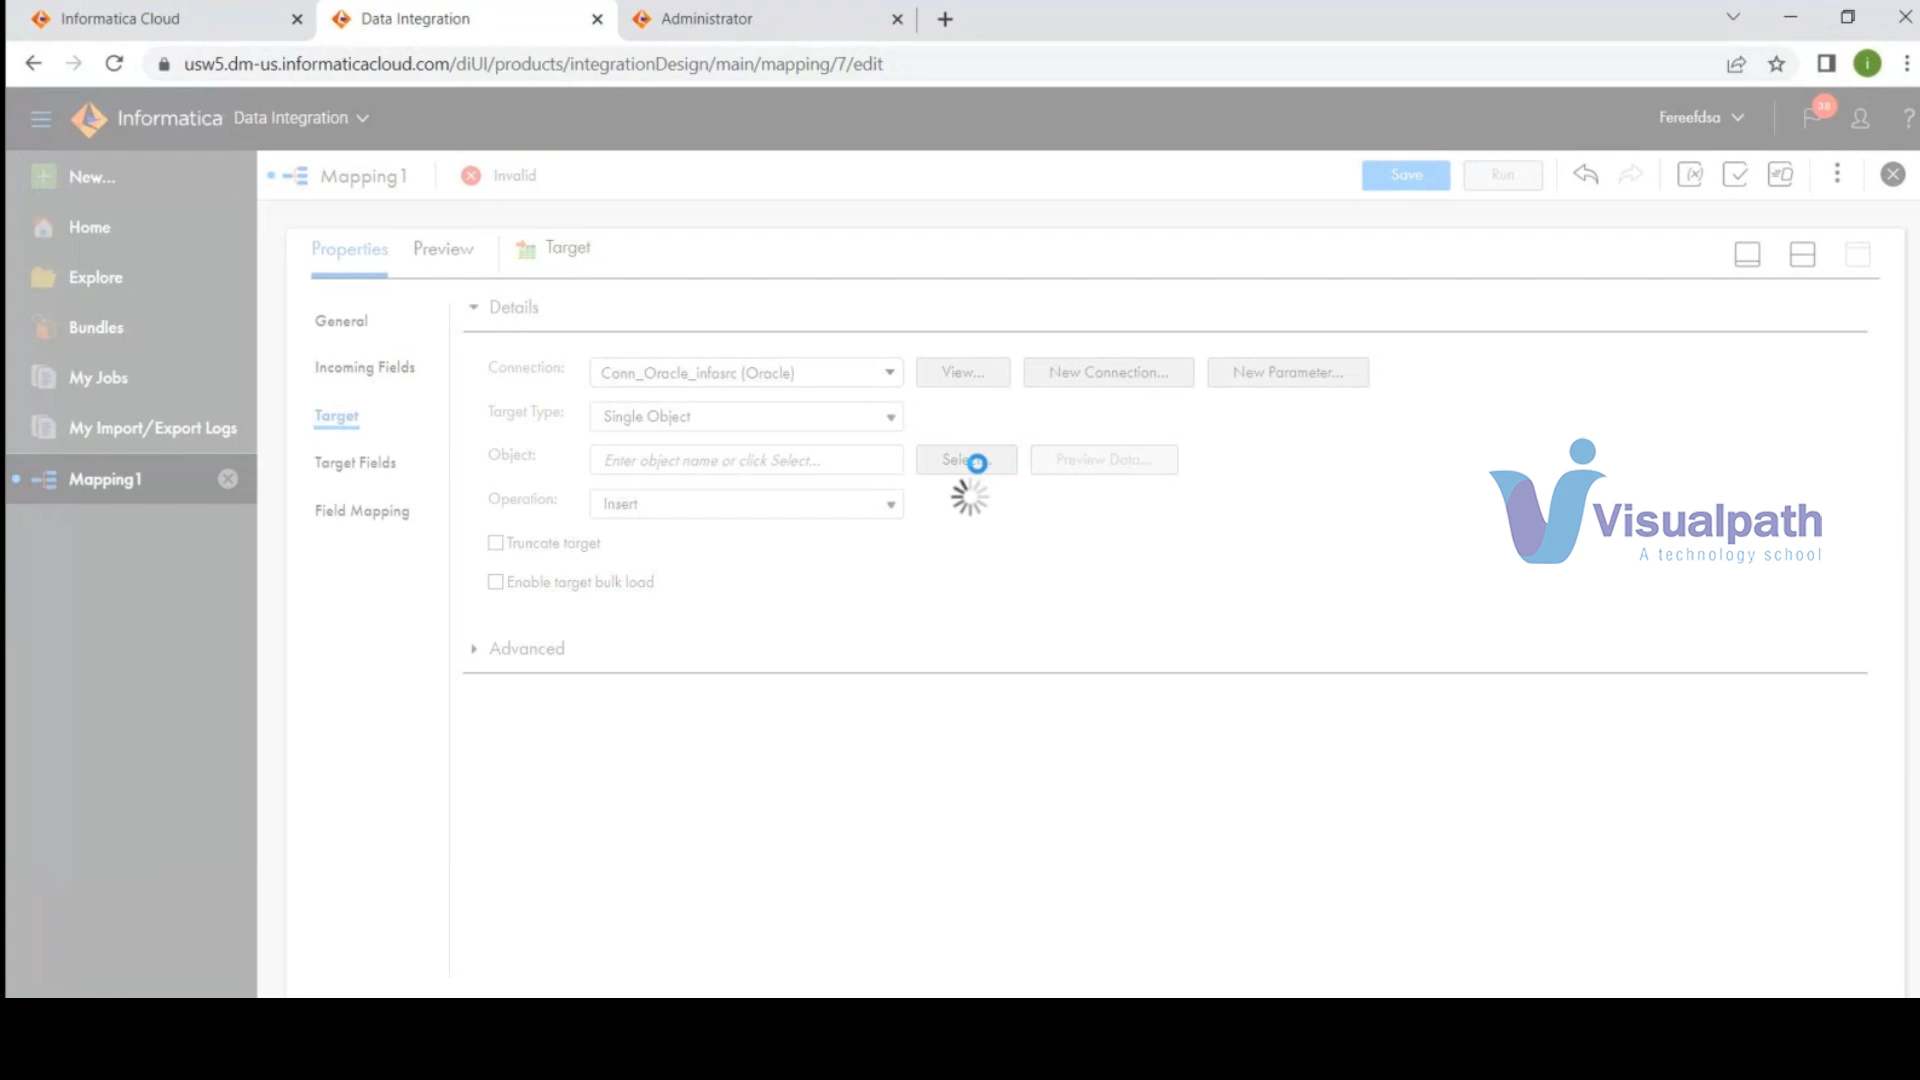 Informatica Cloud
Data Integration
Administrator
usw5.dm-us.informaticacloud.com/diUI/products/integrationDesign/main/mapping/7/edit
i
Informatica Data Integration
Fereefdsa
38
?
New...
Home
Explore
Bundles
My Jobs
My Import/Export Logs
Mapping1
Mapping1
Invalid
Save
Run
Properties
Preview
Target
General
Incoming Fields
Target
Target Fields
Field Mapping
Details
Connection:
Conn_Oracle_infosrc (Oracle)
View...
New Connection...
New Parameter...
Target Type:
Single Object
Object:
Enter object name or click Select...
Preview Data...
Operation:
Insert
Truncate target
Enable target bulk load
Advanced
Visualpath
A technology school